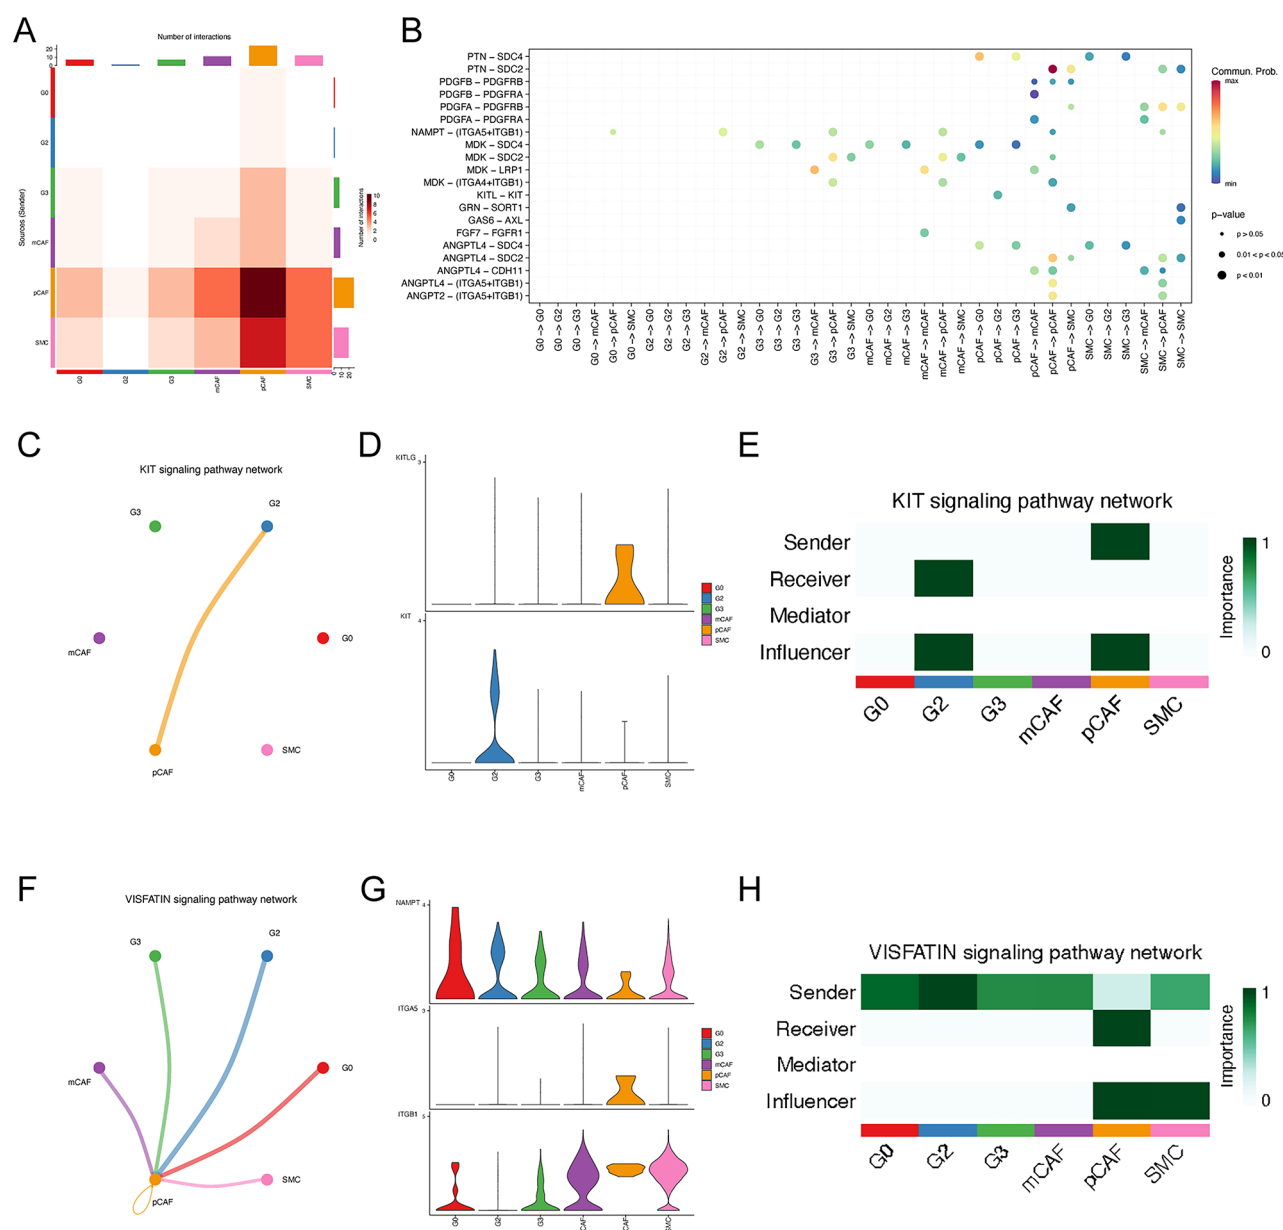 A
Number of interactions
20
10
0
Sources (Sender)
G0
G2
G3
mCAF
pCAF
SMC
Number of interactions
10
8
6
4
2
0
0 10 20
G0 G2 G3 mCAF pCAF SMC
B
PTN – SDC4
PTN – SDC2
PDGFB – PDGFRB
PDGFB – PDGFRA
PDGFA – PDGFRB
PDGFA – PDGFRA
NAMPT – (ITGA5+ITGB1)
MDK – SDC4
MDK – SDC2
MDK – LRP1
MDK – (ITGA4+ITGB1)
KITL – KIT
GRN – SORT1
GAS6 – AXL
FGF7 – FGFR1
ANGPTL4 – SDC4
ANGPTL4 – SDC2
ANGPTL4 – CDH11
ANGPTL4 – (ITGA5+ITGB1)
ANGPT2 – (ITGA5+ITGB1)
G0 -> G0
G0 -> G2
G0 -> G3
G0 -> mCAF
G0 -> pCAF
G0 -> SMC
G2 -> G0
G2 -> G2
G2 -> G3
G2 -> mCAF
G2 -> pCAF
G2 -> SMC
G3 -> G0
G3 -> G2
G3 -> G3
G3 -> mCAF
G3 -> pCAF
G3 -> SMC
mCAF -> G0
mCAF -> G2
mCAF -> G3
mCAF -> mCAF
mCAF -> pCAF
mCAF -> SMC
pCAF -> G0
pCAF -> G2
pCAF -> G3
pCAF -> mCAF
pCAF -> pCAF
pCAF -> SMC
SMC -> G0
SMC -> G2
SMC -> G3
SMC -> mCAF
SMC -> pCAF
SMC -> SMC
Commun. Prob.
max
min
p-value
p > 0.05
0.01 < p < 0.05
p < 0.01
C
KIT signaling pathway network
G3
G2
mCAF
G0
pCAF
SMC
D
KITLG
3
KIT
4
G0 G2 G3 mCAF pCAF SMC
G0
G2
G3
mCAF
pCAF
SMC
E
KIT signaling pathway network
Sender
Receiver
Mediator
Influencer
G0 G2 G3 mCAF pCAF SMC
Importance
1
0
F
VISFATIN signaling pathway network
G3
G2
mCAF
G0
pCAF
SMC
G
NAMPT
4
ITGA5
3
ITGB1
5
G0 G2 G3 CAF CAF SMC
G0
G2
G3
mCAF
pCAF
SMC
H
VISFATIN signaling pathway network
Sender
Receiver
Mediator
Influencer
G0 G2 G3 mCAF pCAF SMC
Importance
1
0